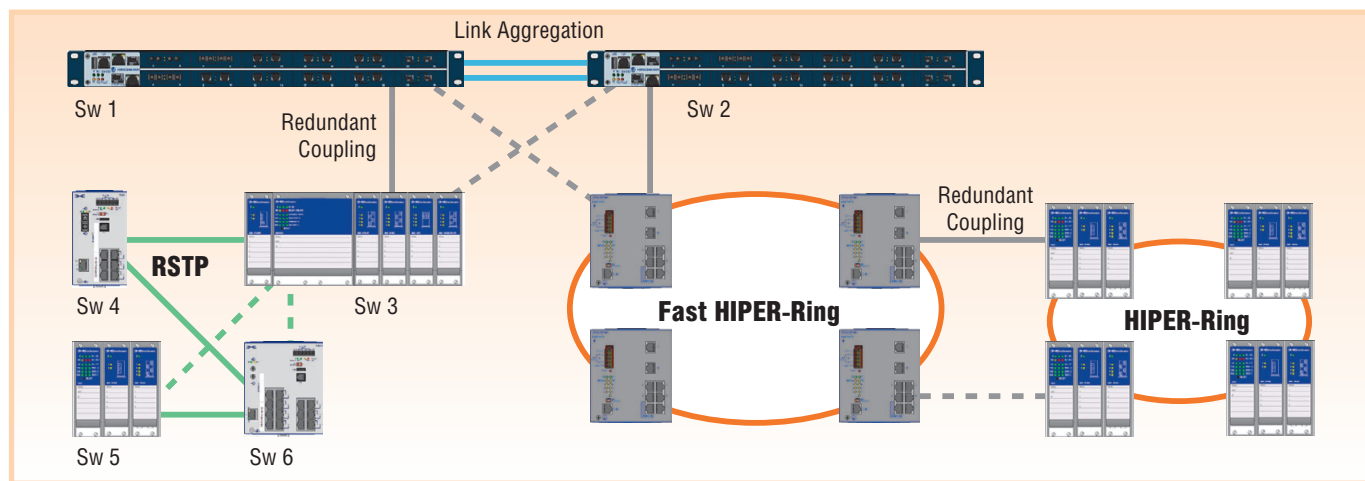 Link Aggregation
Sw 1
Sw 2
Redundant
Coupling
Redundant
Coupling
RSTP
Sw 4
Sw 3
Fast HIPER-Ring
HIPER-Ring
Sw 5
Sw 6